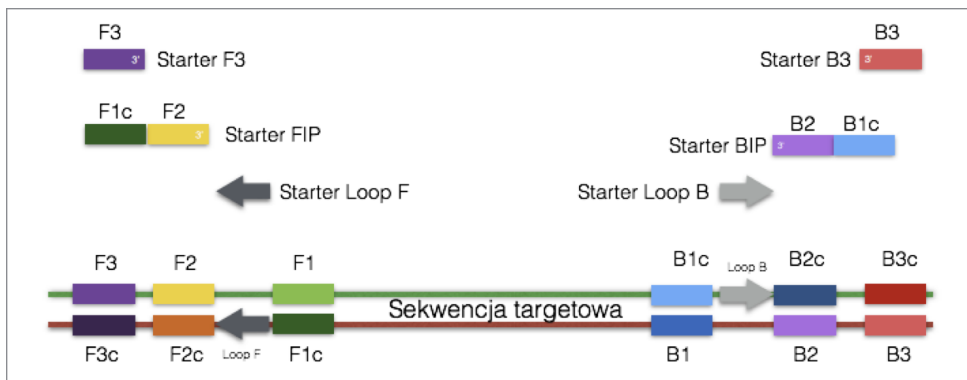 F3
B3
3'
Starter F3
Starter B3
3'
F1c
F2
3'
Starter FIP
B2
B1c
Starter BIP
3'
Starter Loop F
Starter Loop B
F3
F2
F1
B1c
Loop B
B2c
B3c
Sekwencja targetowa
F3c
F2c
Loop F
F1c
B1
B2
B3